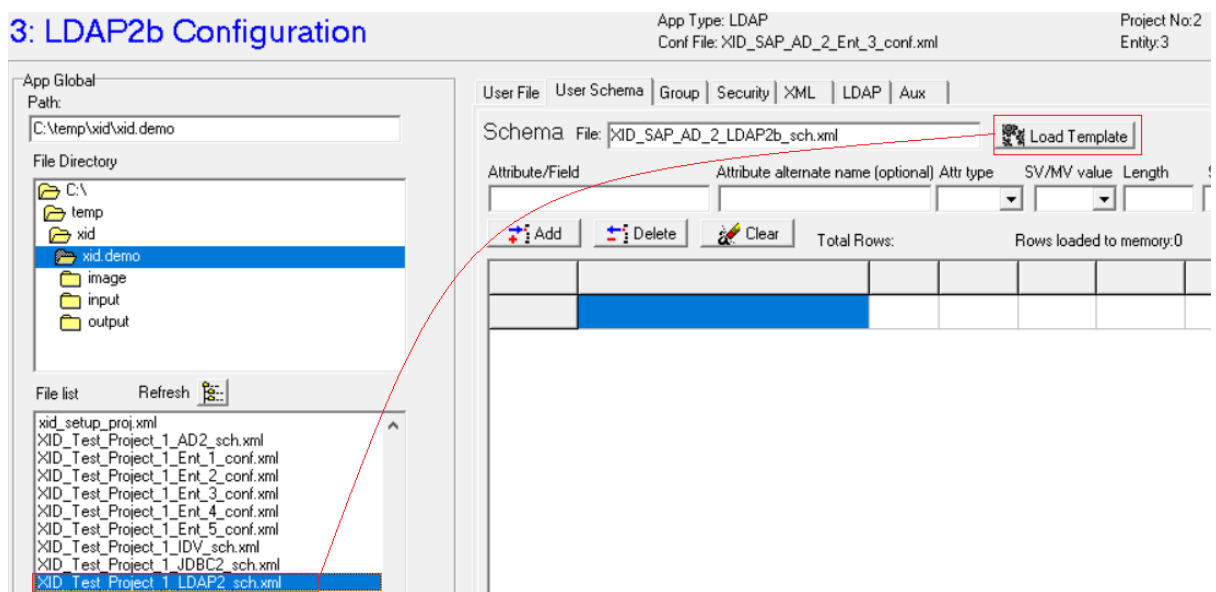 3: LDAP2b Configuration
App Type: LDAP
Project No:2
Conf File: XID_SAP_AD_2_Ent_3_conf.xml
Entity:3
App Global
Path:
C:\temp\xid\xid.demo
File Directory
C:\
temp
xid
xid.demo
image
input
output
File list
Refresh
xid_setup_proj.xml
XID_Test_Project_1_AD2_sch.xml
XID_Test_Project_1_Ent_1_conf.xml
XID_Test_Project_1_Ent_2_conf.xml
XID_Test_Project_1_Ent_3_conf.xml
XID_Test_Project_1_Ent_4_conf.xml
XID_Test_Project_1_Ent_5_conf.xml
XID_Test_Project_1_IDV_sch.xml
XID_Test_Project_1_JDBC2_sch.xml
XID_Test_Project_1_LDAP2_sch.xml
User File User Schema Group Security XML LDAP Aux
Schema File: XID_SAP_AD_2_LDAP2b_sch.xml Load Template
Attribute/Field Attribute alternate name (optional) Attr type SV/MV value Length
Add Delete Clear Total Rows: Rows loaded to memory:0